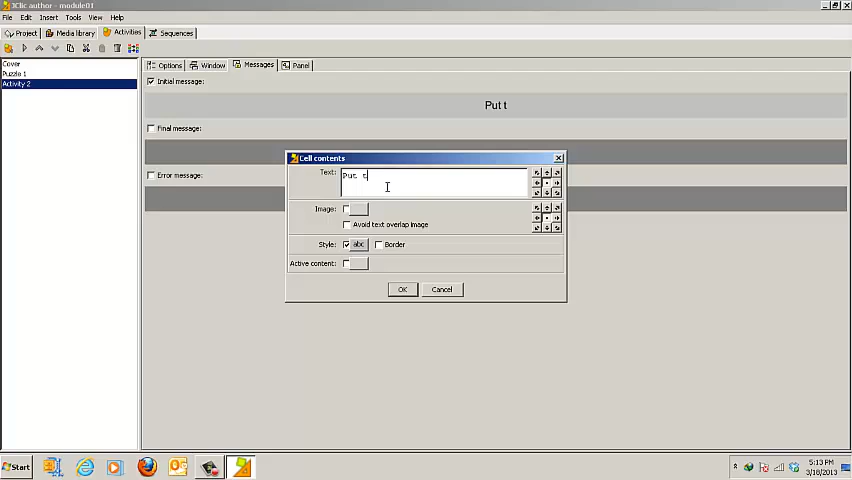 JClic author - module01
File Edit Insert Tools View Help
Project Media library Activities Sequences
Cover
Puzzle 1
Activity 2
Options Window Messages Panel
Initial message:
Put t
Final message:
Error message:
Cell contents
Text: Put t
Image:
Avoid text overlap image
Style: abc Border
Active content:
OK Cancel
Start
5:13 PM
3/18/2013